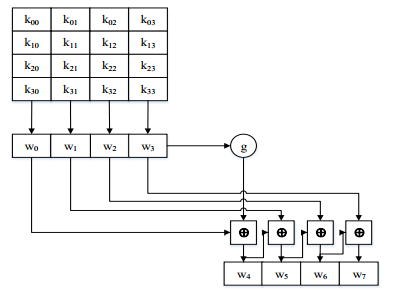 k₀₀ k₀₁ k₀₂ k₀₃
k₁₀ k₁₁ k₁₂ k₁₃
k₂₀ k₂₁ k₂₂ k₂₃
k₃₀ k₃₁ k₃₂ k₃₃
w₀ w₁ w₂ w₃ g
⊕ ⊕ ⊕ ⊕
w₄ w₅ w₆ w₇